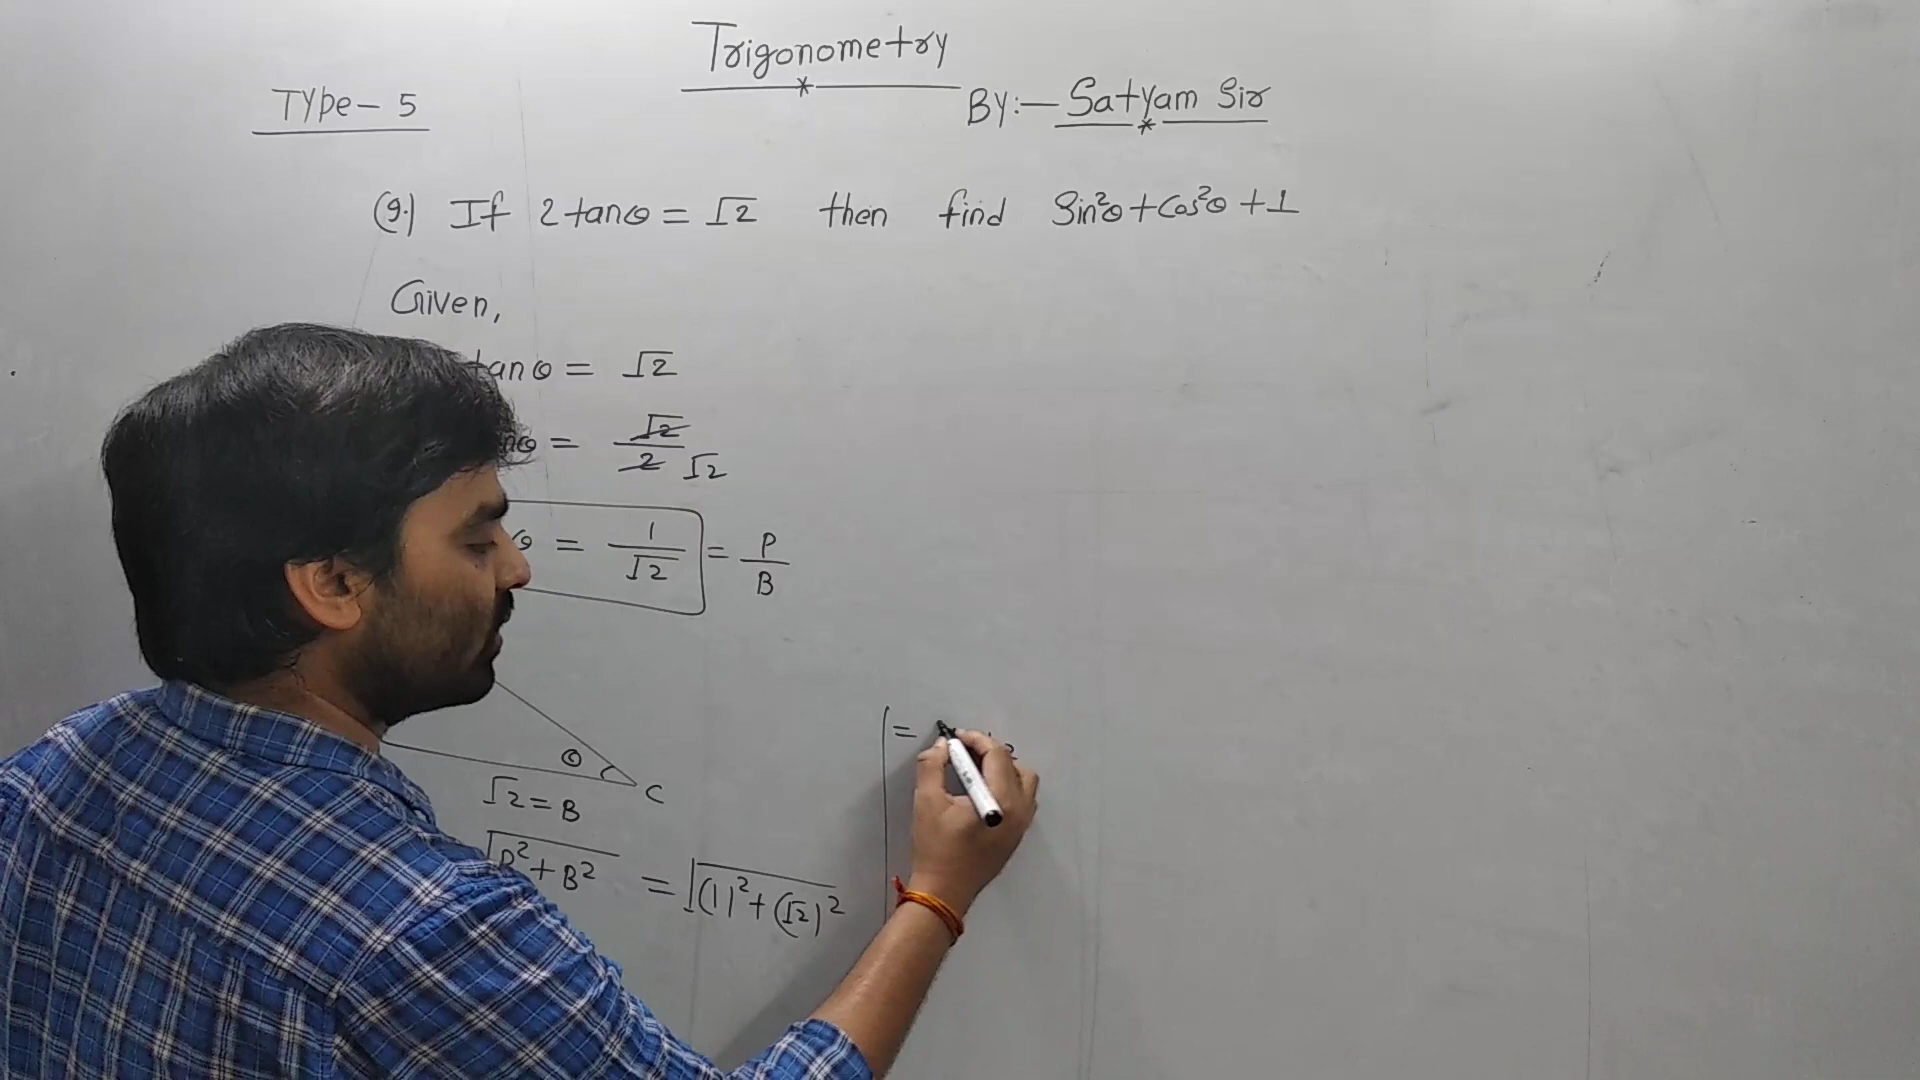 Trigonometry
Type- 5
BY:- Satyam Sir
(9.) If 2tanθ = √2 then find Sin²θ + Cos²θ + 1
Given,
tanθ = √2
θ = √2/2 √2
θ = 1/√2 = P/B
θ
C
√2 = B
√P² + B² = √(1)² + (√2)²
=